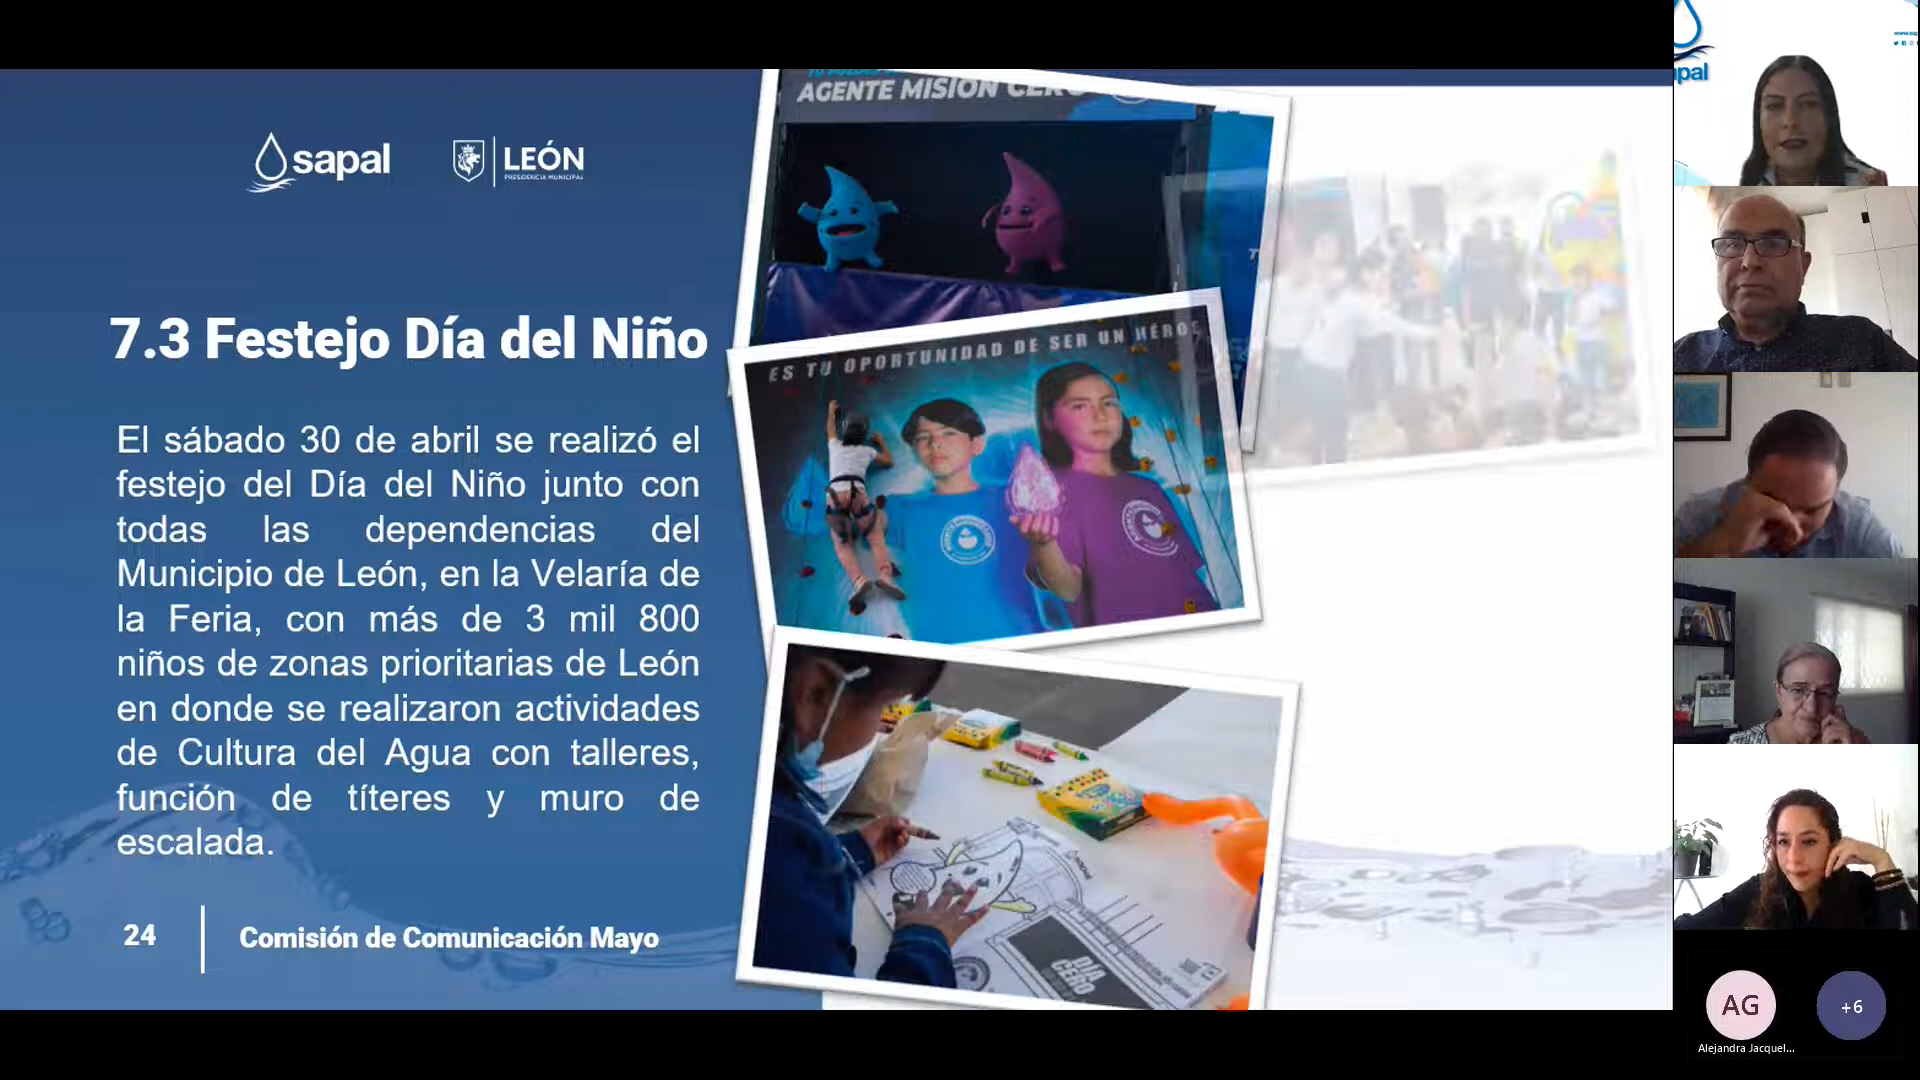 sapal
LEÓN
PRESIDENCIA MUNICIPAL
7.3 Festejo Día del Niño
El sábado 30 de abril se realizó el
festejo del Día del Niño junto con
todas las dependencias del
Municipio de León, en la Velaría de
la Feria, con más de 3 mil 800
niños de zonas prioritarias de León
en donde se realizaron actividades
de Cultura del Agua con talleres,
función de títeres y muro de
escalada.
24
Comisión de Comunicación Mayo
AGENTE MISIÓN CERO
ES TU OPORTUNIDAD DE SER UN HÉROE
DÍA
CERO
AG
+6
Alejandra Jacquel...